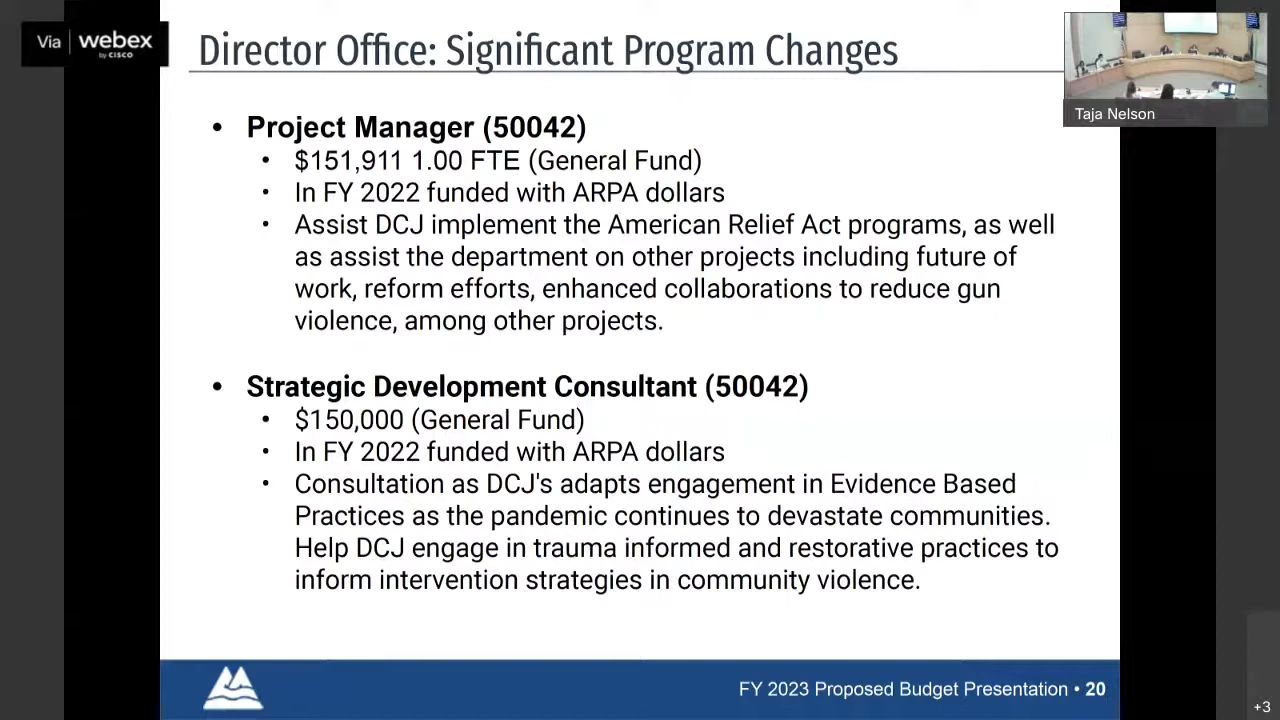 Via webex
by CISCO
Director Office: Significant Program Changes
Taja Nelson
• Project Manager (50042)
• $151,911 1.00 FTE (General Fund)
• In FY 2022 funded with ARPA dollars
• Assist DCJ implement the American Relief Act programs, as well
as assist the department on other projects including future of
work, reform efforts, enhanced collaborations to reduce gun
violence, among other projects.
• Strategic Development Consultant (50042)
• $150,000 (General Fund)
• In FY 2022 funded with ARPA dollars
• Consultation as DCJ's adapts engagement in Evidence Based
Practices as the pandemic continues to devastate communities.
Help DCJ engage in trauma informed and restorative practices to
inform intervention strategies in community violence.
FY 2023 Proposed Budget Presentation • 20
+3